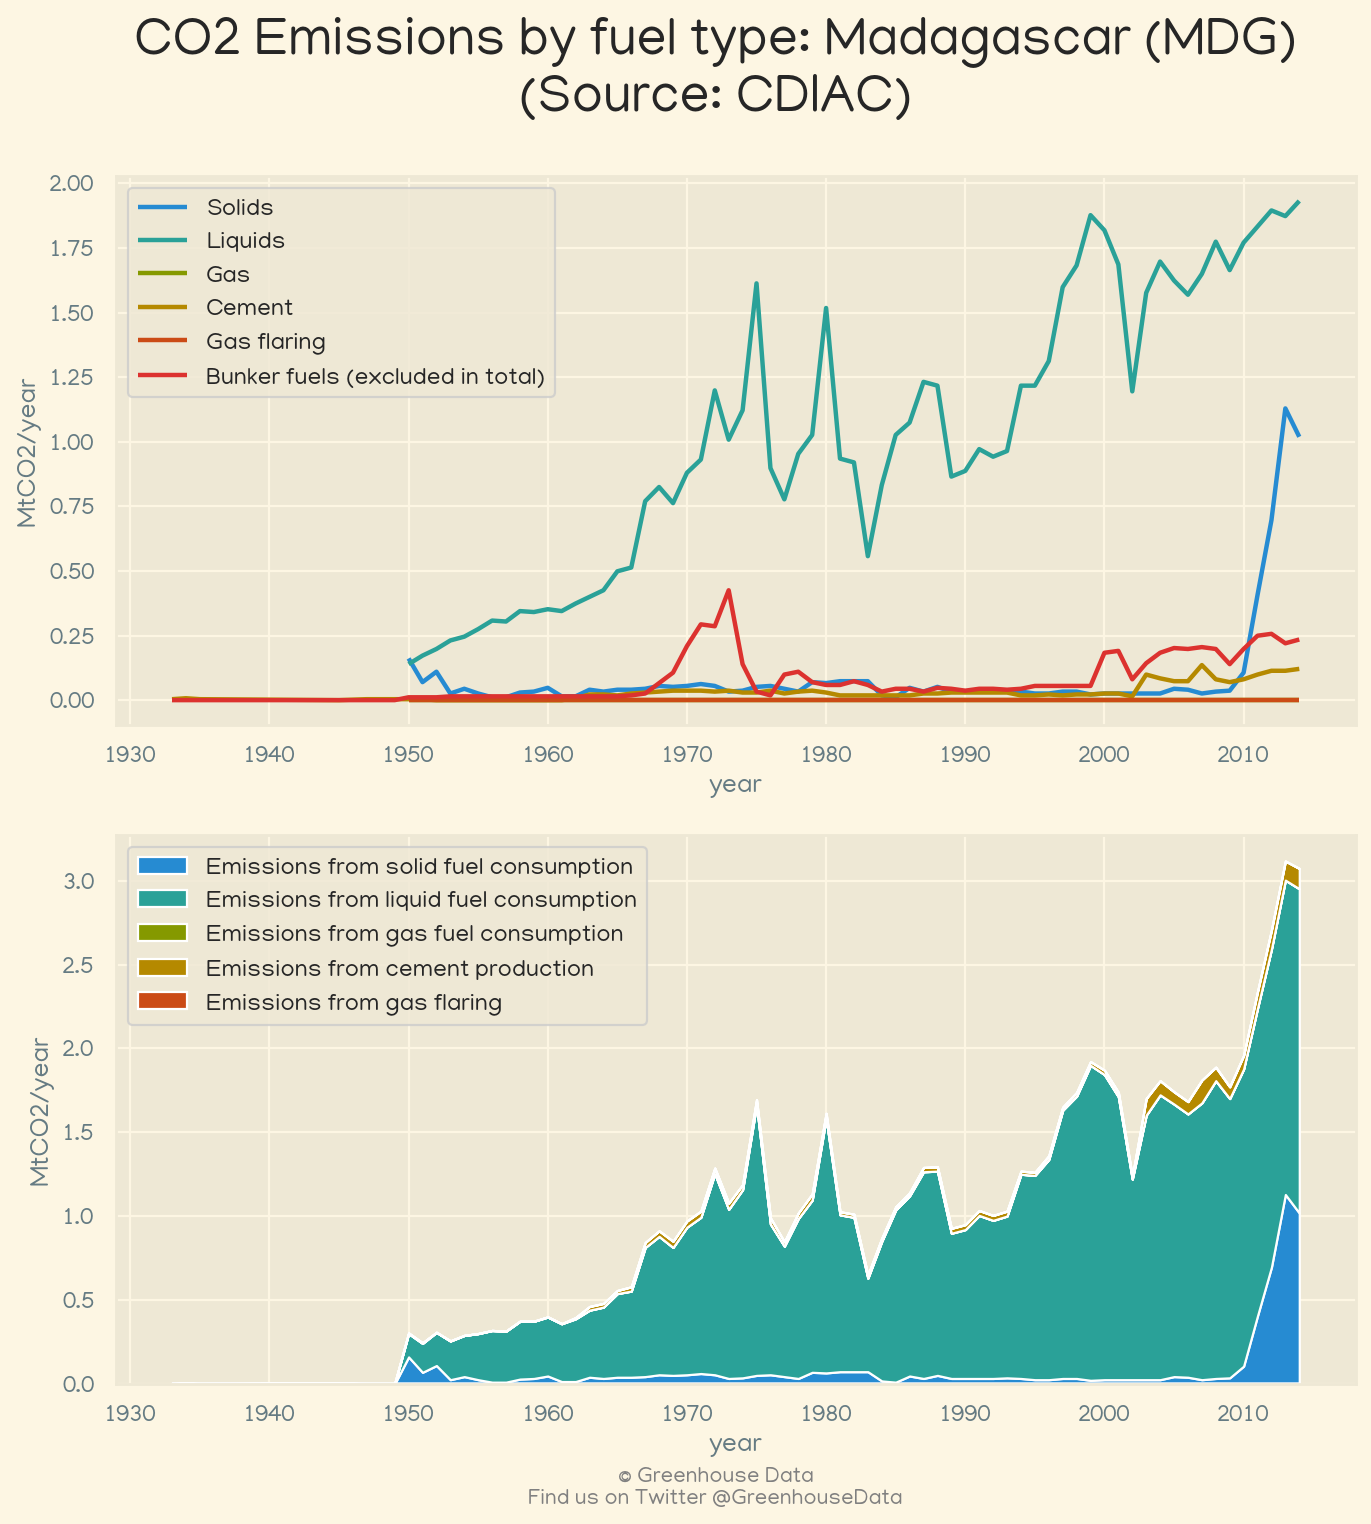 CO2 Emissions by fuel type: Madagascar (MDG)
(Source: CDIAC)
2.00
1.75
1.50
1.25
1.00
0.75
0.50
0.25
0.00
MtCO2/year
Solids
Liquids
Gas
Cement
Gas flaring
Bunker fuels (excluded in total)
1930 1940 1950 1960 1970 1980 1990 2000 2010
year
3.0
2.5
2.0
1.5
1.0
0.5
0.0
MtCO2/year
Emissions from solid fuel consumption
Emissions from liquid fuel consumption
Emissions from gas fuel consumption
Emissions from cement production
Emissions from gas flaring
1930 1940 1950 1960 1970 1980 1990 2000 2010
year
© Greenhouse Data
Find us on Twitter @GreenhouseData